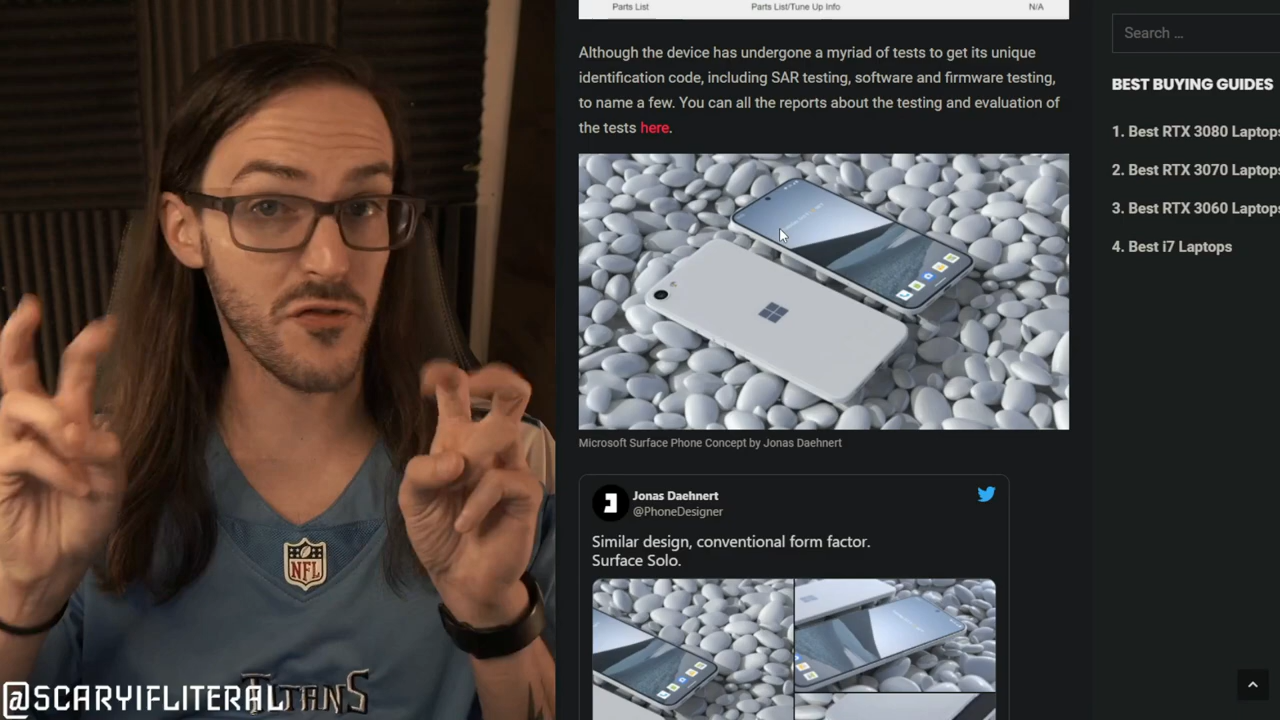 Parts List Parts List/Tune Up Info N/A
Although the device has undergone a myriad of tests to get its unique
identification code, including SAR testing, software and firmware testing,
to name a few. You can all the reports about the testing and evaluation of
the tests here.
Microsoft Surface Phone Concept by Jonas Daehnert
Jonas Daehnert
@PhoneDesigner
Similar design, conventional form factor.
Surface Solo.
Search ...
BEST BUYING GUIDES
1. Best RTX 3080 Laptops
2. Best RTX 3070 Laptops
3. Best RTX 3060 Laptops
4. Best i7 Laptops
NFL
TITANS
@SCARYIFLITERAL